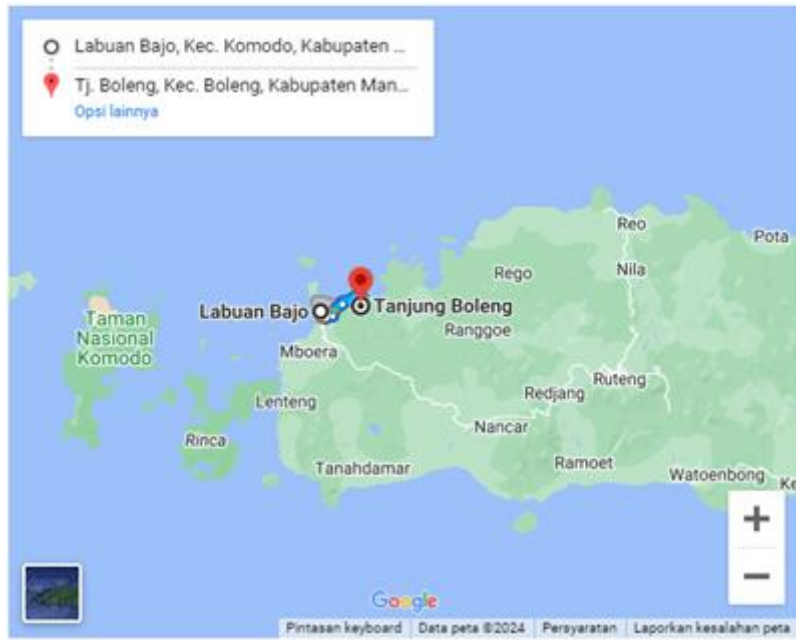 Labuan Bajo, Kec. Komodo, Kabupaten ...
Tj. Boleng, Kec. Boleng, Kabupaten Man...
Opsi lainnya
Reo
Pota
Rego
Nila
Labuan Bajo
Tanjung Boleng
Taman
Nasional
Komodo
Ranggoe
Mboera
Ruteng
Redjang
Lenteng
Nancar
Rinca
Tanahdamar
Ramoet
Watoenbong
Ke
+
−
Google
Pintasan keyboard
Data peta ©2024
Persyaratan
Laporkan kesalahan peta